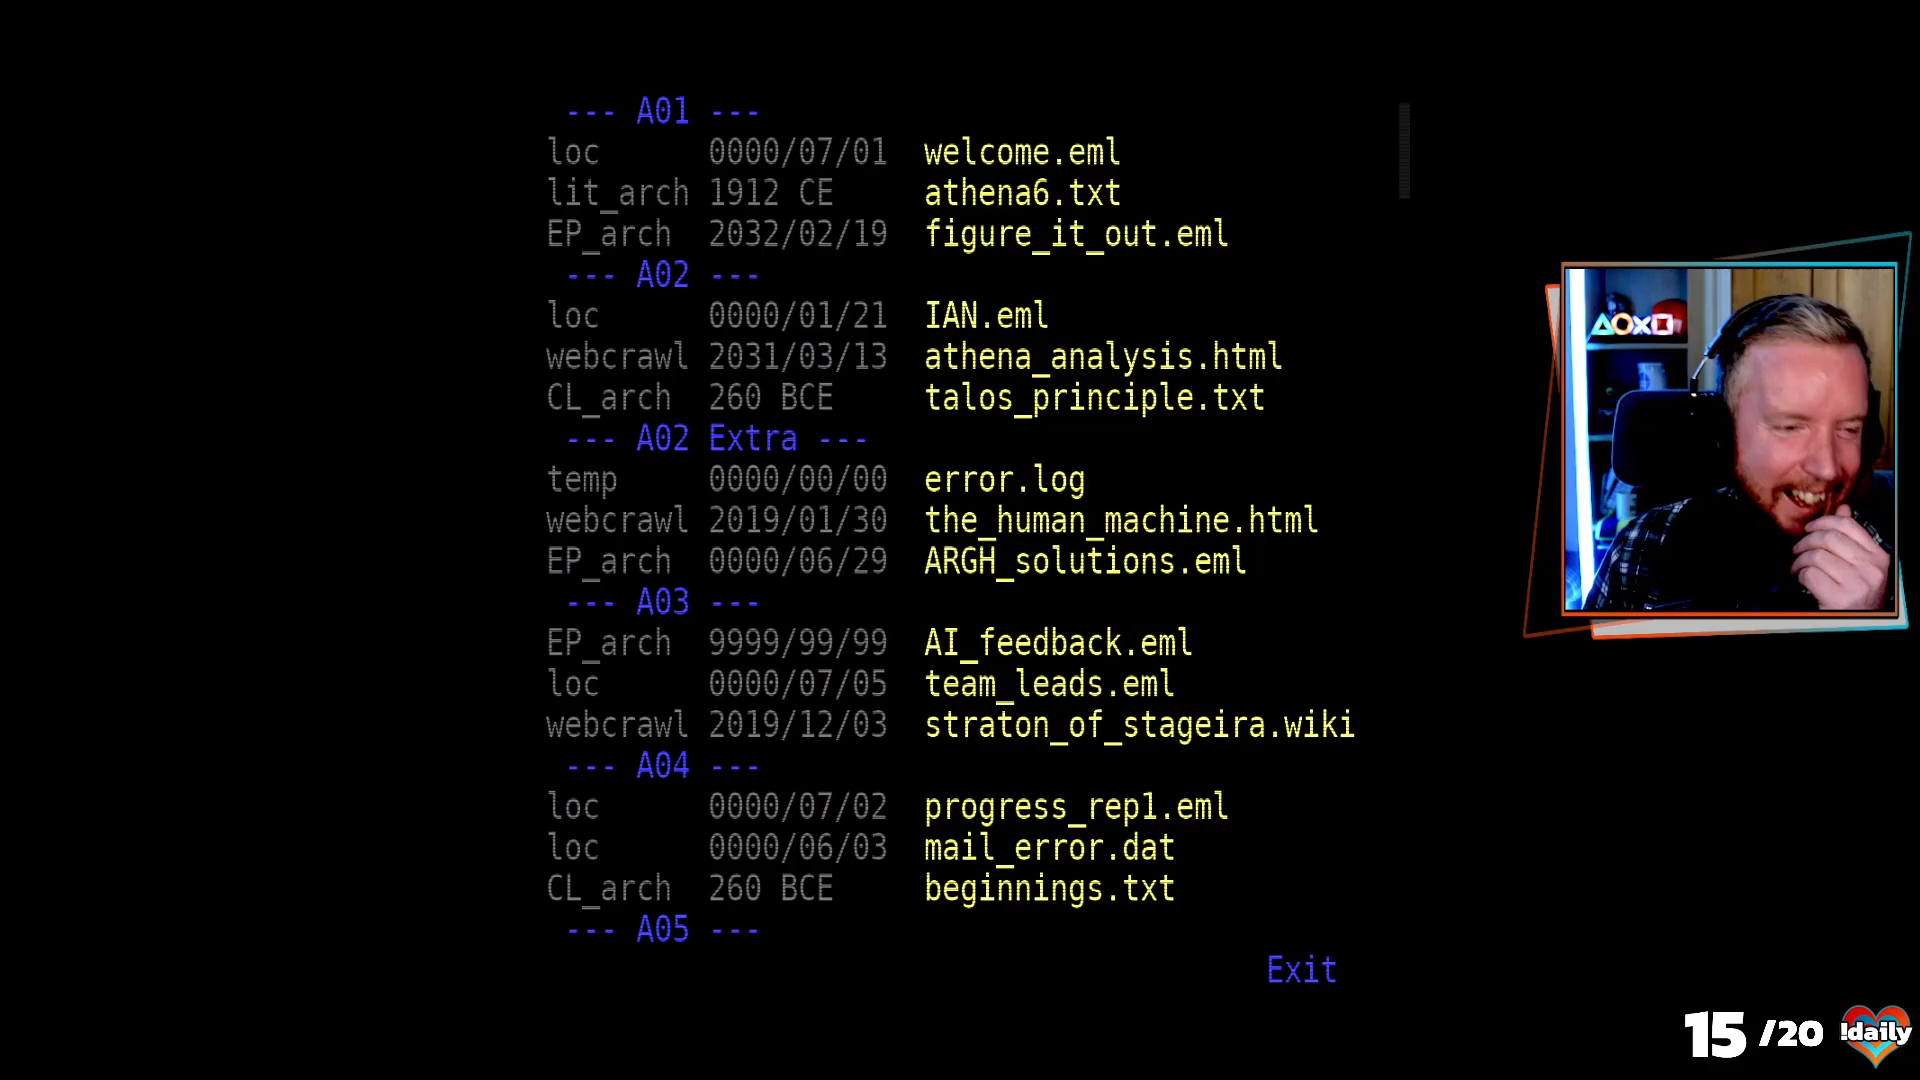 --- A01 ---
loc 0000/07/01 welcome.eml
lit_arch 1912 CE athena6.txt
EP_arch 2032/02/19 figure_it_out.eml
--- A02 ---
loc 0000/01/21 IAN.eml
webcrawl 2031/03/13 athena_analysis.html
CL_arch 260 BCE talos_principle.txt
--- A02 Extra ---
temp 0000/00/00 error.log
webcrawl 2019/01/30 the_human_machine.html
EP_arch 0000/06/29 ARGH_solutions.eml
--- A03 ---
EP_arch 9999/99/99 AI_feedback.eml
loc 0000/07/05 team_leads.eml
webcrawl 2019/12/03 straton_of_stageira.wiki
--- A04 ---
loc 0000/07/02 progress_rep1.eml
loc 0000/06/03 mail_error.dat
CL_arch 260 BCE beginnings.txt
--- A05 ---
Exit
15 /20 !daily